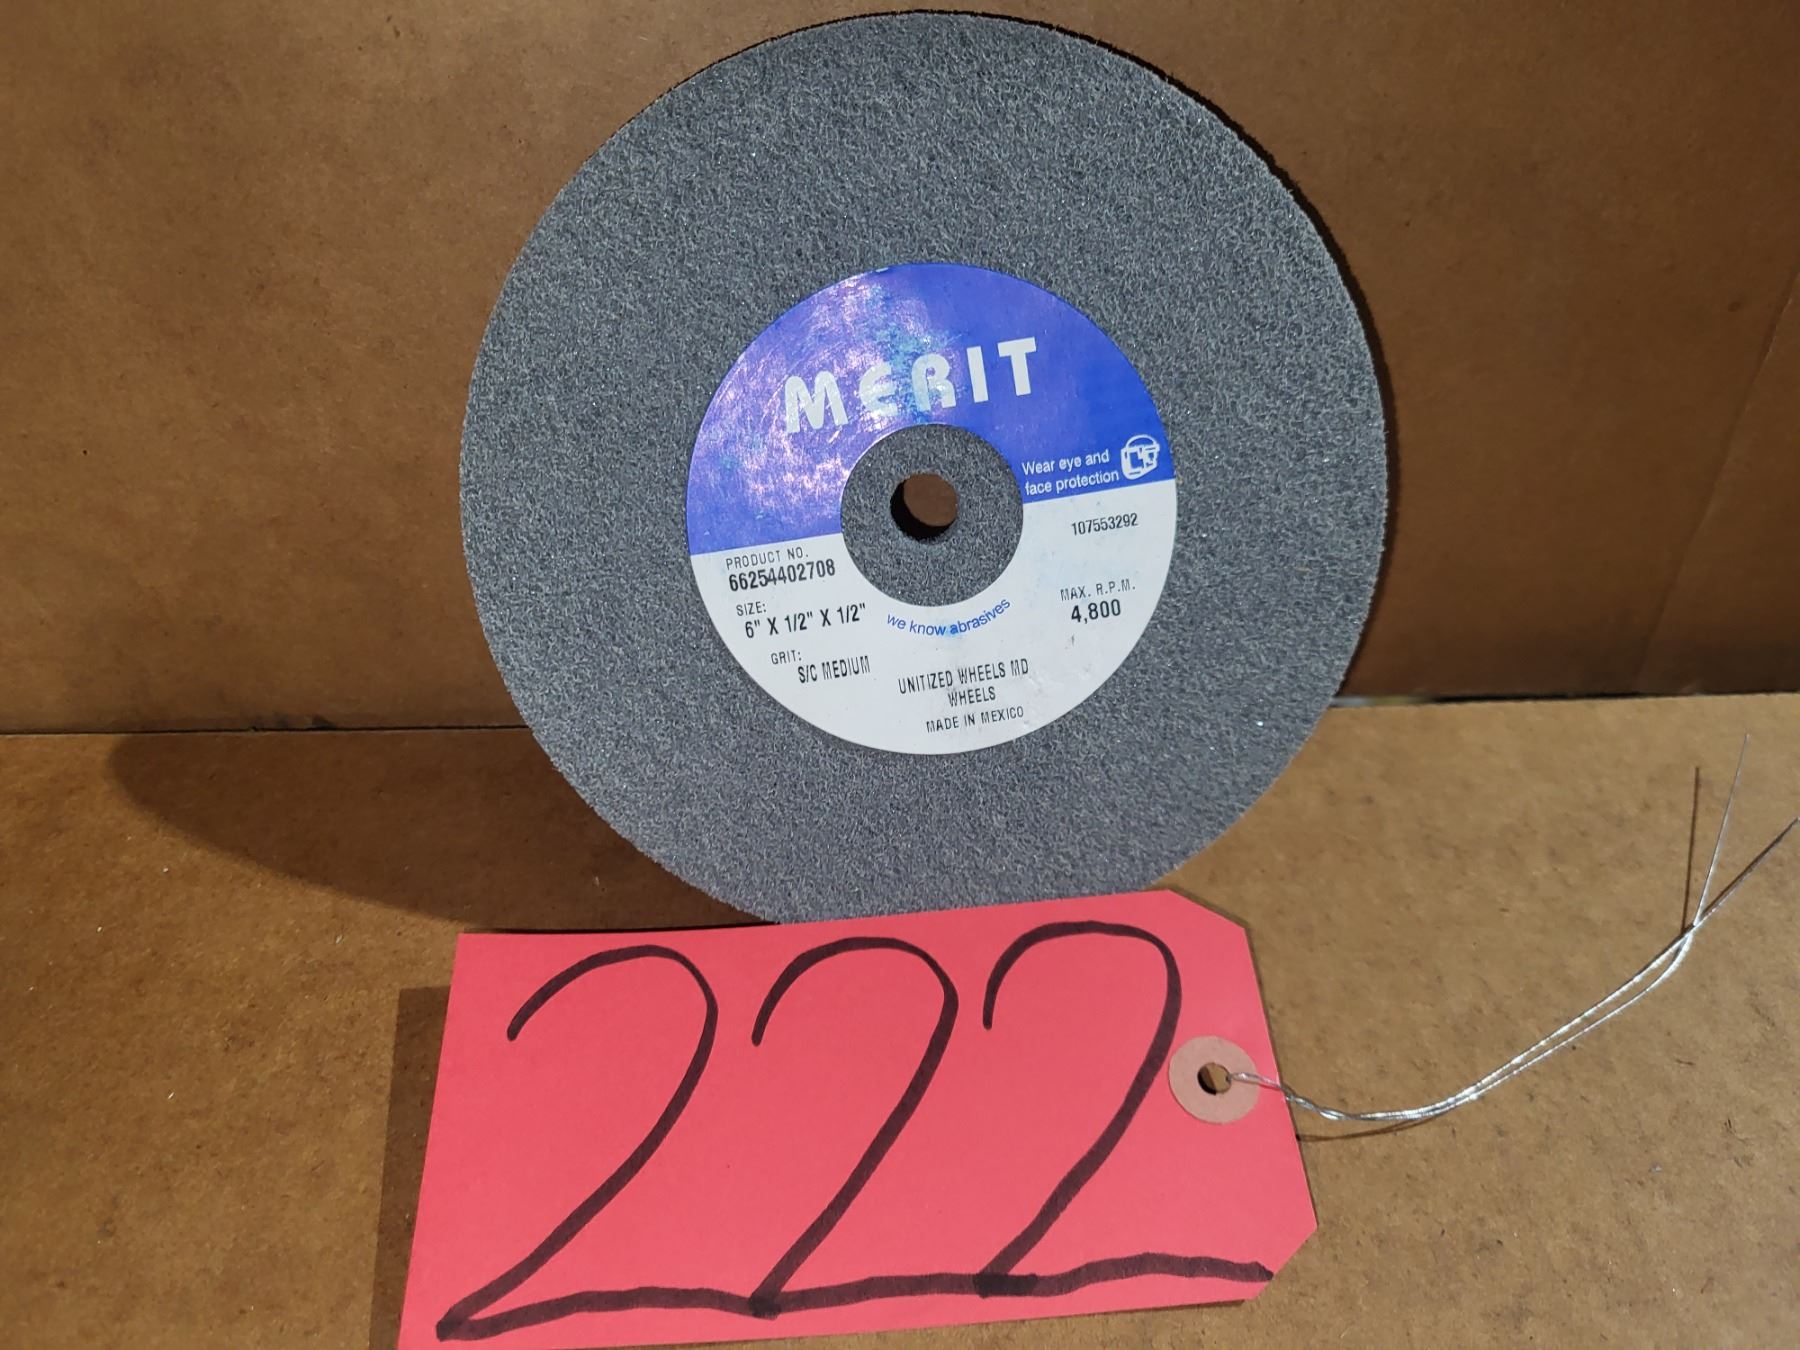 MERIT
Wear eye and
face protection
107553292
PRODUCT NO.
66254402708
SIZE:
6" X 1/2" X 1/2"
GRIT:
S/C MEDIUM
we know abrasives
MAX. R.P.M.
4,800
UNITIZED WHEELS MD
WHEELS
MADE IN MEXICO
222